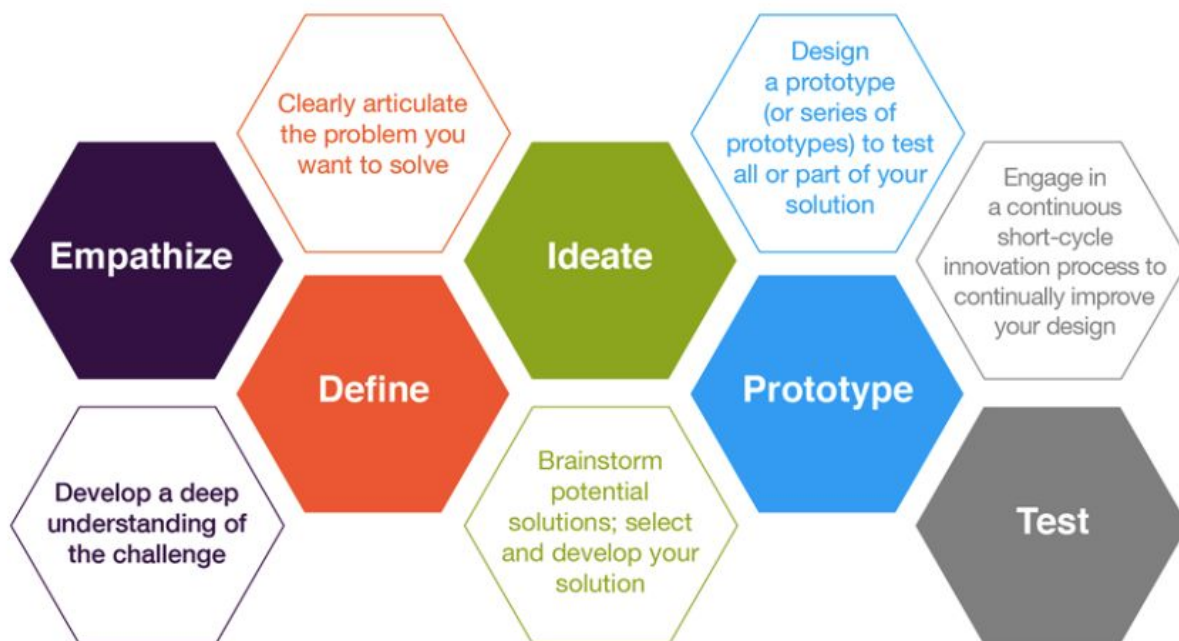 Empathize
Develop a deep
understanding of
the challenge
Clearly articulate
the problem you
want to solve
Define
Ideate
Brainstorm
potential
solutions; select
and develop your
solution
Design
a prototype
(or series of
prototypes) to test
all or part of your
solution
Prototype
Engage in
a continuous
short-cycle
innovation process to
continually improve
your design
Test